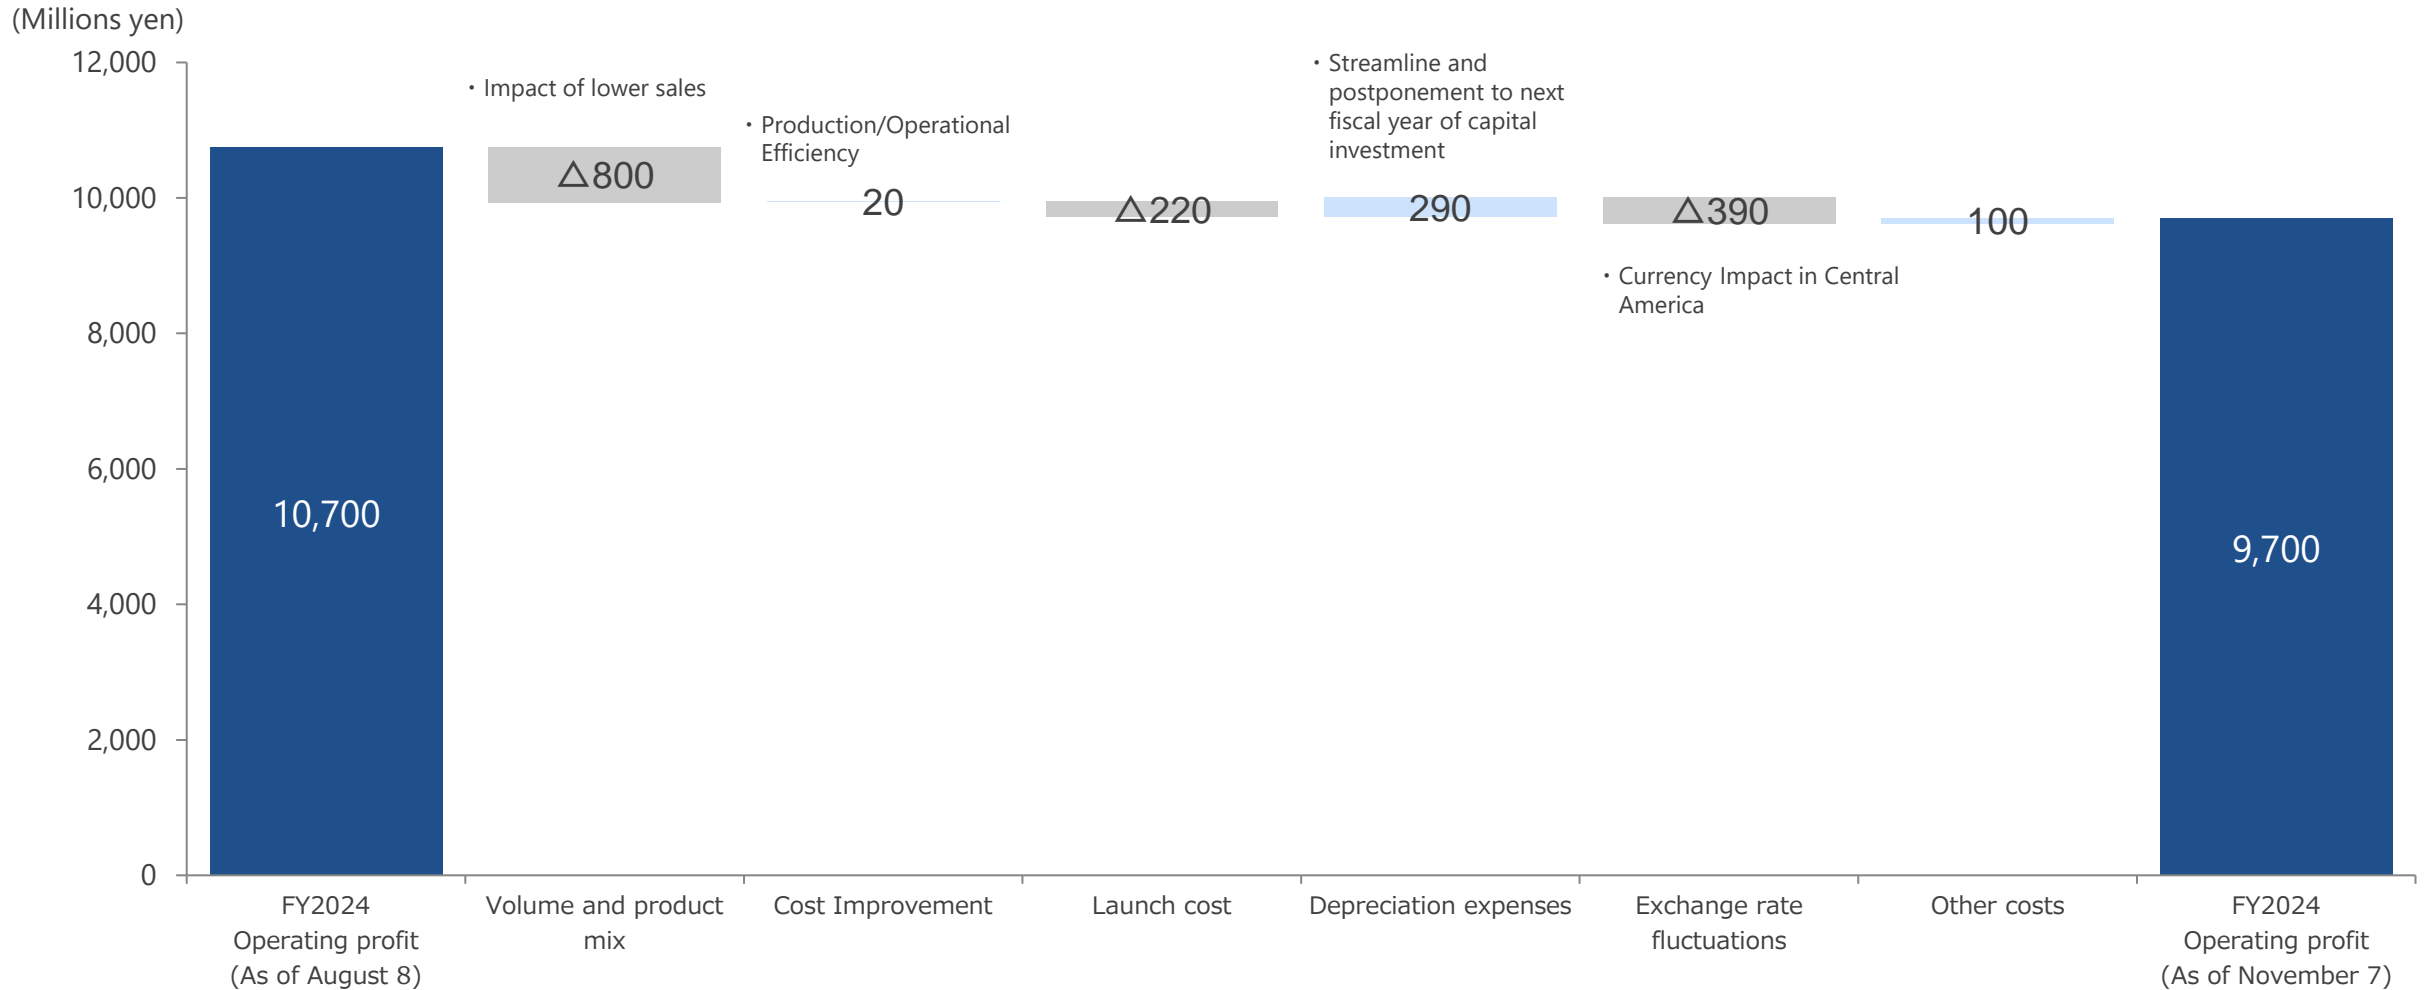 (Millions yen)
12,000
10,000
8,000
6,000
4,000
2,000
0
・Impact of lower sales
・Production/Operational
Efficiency
・Streamline and
postponement to next
fiscal year of capital
investment
・Currency Impact in Central
America
10,700
△800
20
△220
290
△390
100
9,700
FY2024
Operating profit
(As of August 8)
Volume and product
mix
Cost Improvement
Launch cost
Depreciation expenses
Exchange rate
fluctuations
Other costs
FY2024
Operating profit
(As of November 7)